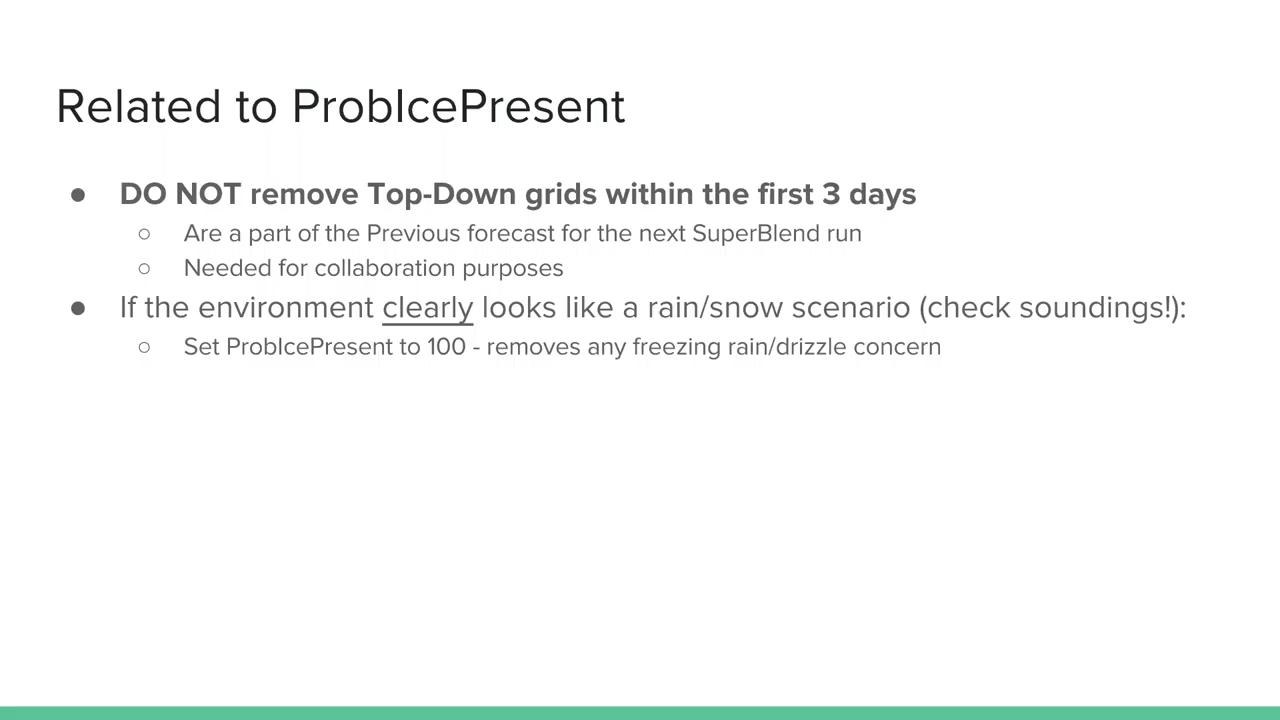 Related to ProbIcePresent
● DO NOT remove Top-Down grids within the first 3 days
○ Are a part of the Previous forecast for the next SuperBlend run
○ Needed for collaboration purposes
● If the environment clearly looks like a rain/snow scenario (check soundings!):
○ Set ProbIcePresent to 100 - removes any freezing rain/drizzle concern